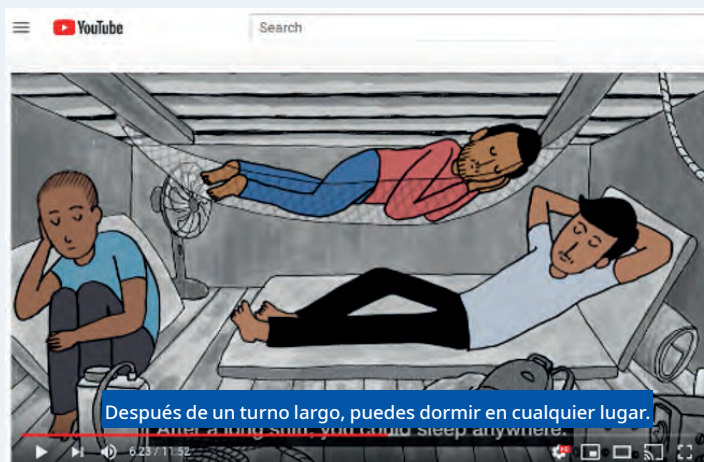 YouTube
Search
Después de un turno largo, puedes dormir en cualquier lugar.
After a long shift, you could sleep anywhere.
6.23 / 11.52